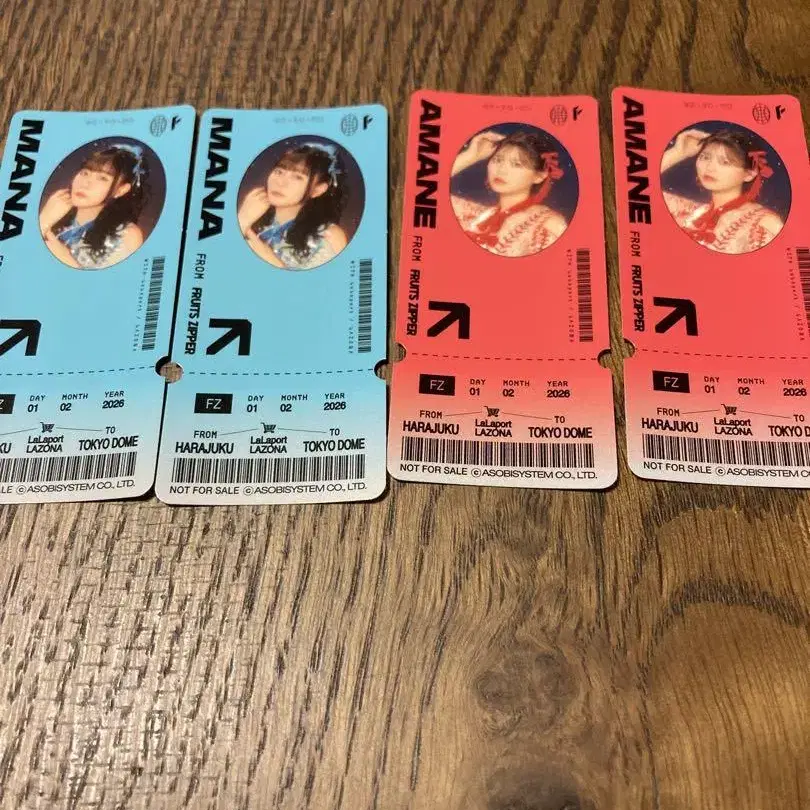 MANA
FROM FRUITS ZIPPER
DAY MONTH YEAR
01 02 2026
TO
HARAJUKU LaLaport LAZONA TOKYO DOME
NOT FOR SALE ©ASOBISYSTEM CO., LTD.
MANA
FROM FRUITS ZIPPER
FZ
DAY MONTH YEAR
01 02 2026
FROM TO
HARAJUKU LaLaport LAZONA TOKYO DOME
NOT FOR SALE ©ASOBISYSTEM CO., LTD.
AMANE
FROM FRUITS ZIPPER
FZ
DAY MONTH YEAR
01 02 2026
FROM TO
HARAJUKU LaLaport LAZONA TOKYO DOME
NOT FOR SALE ©ASOBISYSTEM CO., LTD.
AMANE
FROM FRUITS ZIPPER
FZ
DAY MONTH YEAR
01 02 2026
FROM TO
HARAJUKU LaLaport LAZONA TOKYO DOME
NOT FOR SALE ©ASOBISYSTEM CO.,